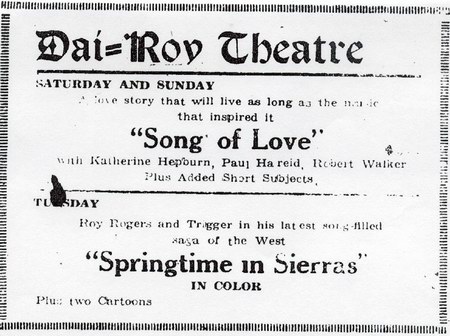 Dai=Roy Theatre
SATURDAY AND SUNDAY
A love story that will live as long as the music
that inspired it
"Song of Love"
with Katherine Hepburn, Paul Hareid, Robert Walker
Plus Added Short Subjects,
TUESDAY
Roy Rogers and Trigger in his latest song-filled
saga of the West
"Springtime in Sierras"
IN COLOR
Plus two Cartoons